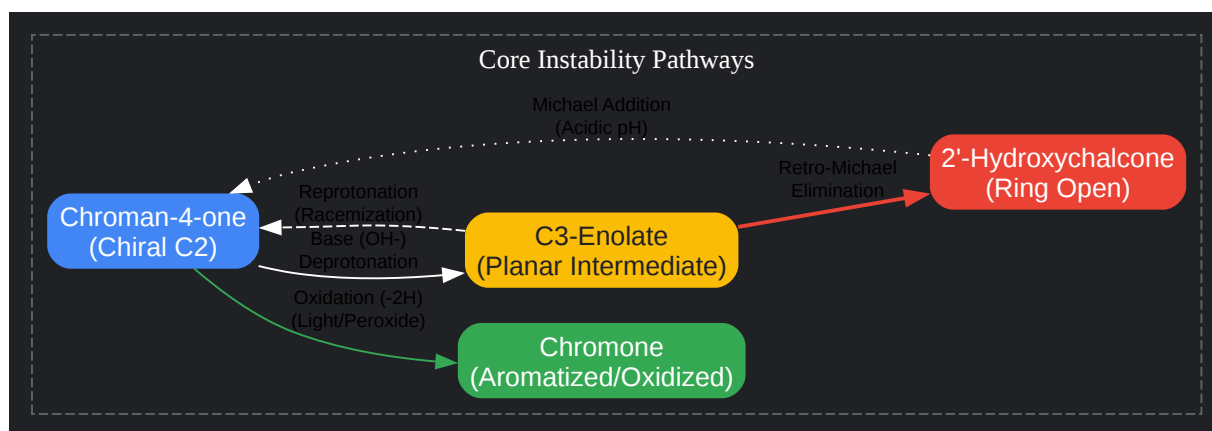 Core Instability Pathways
Michael Addition
(Acidic pH)
2'-Hydroxychalcone
(Ring Open)
Retro-Michael
Elimination
Reprotonation
(Racemization)
Chroman-4-one
(Chiral C2)
Base (OH-)
Deprotonation
C3-Enolate
(Planar Intermediate)
Oxidation (-2H)
(Light/Peroxide)
Chromone
(Aromatized/Oxidized)